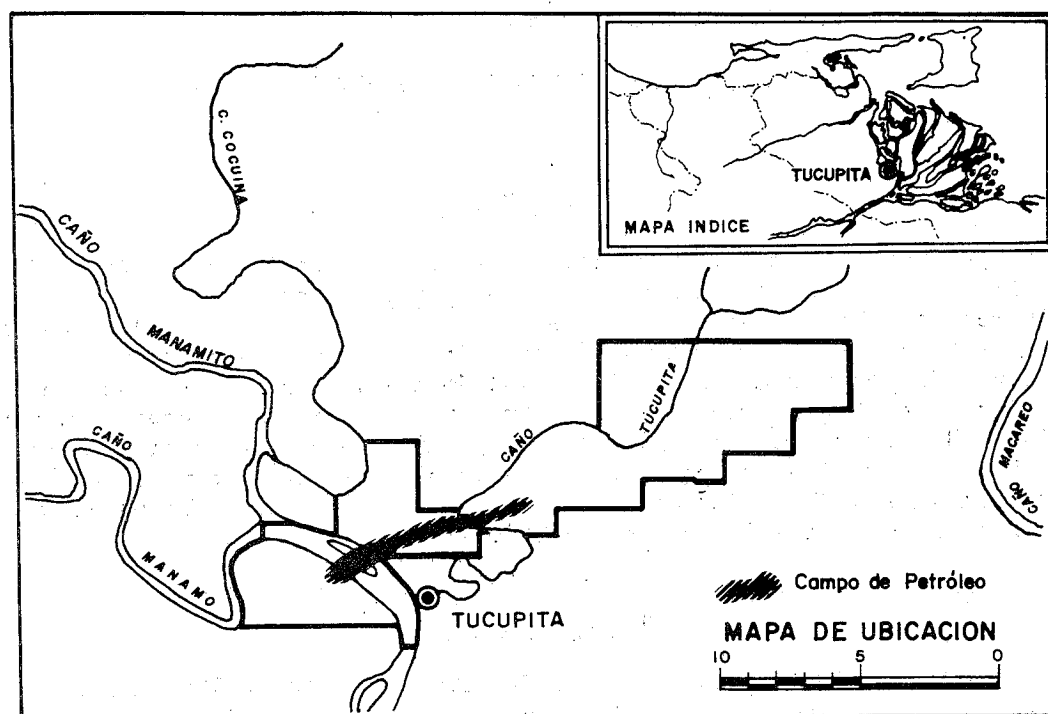 TUCUPITA
MAPA INDICE
C. COCUINA
CAÑO
MANAMITO
CAÑO
MANAMO
CAÑO
TUCUPITA
CAÑO
MACAREO
TUCUPITA
Campo de Petróleo
MAPA DE UBICACION
10 5 0